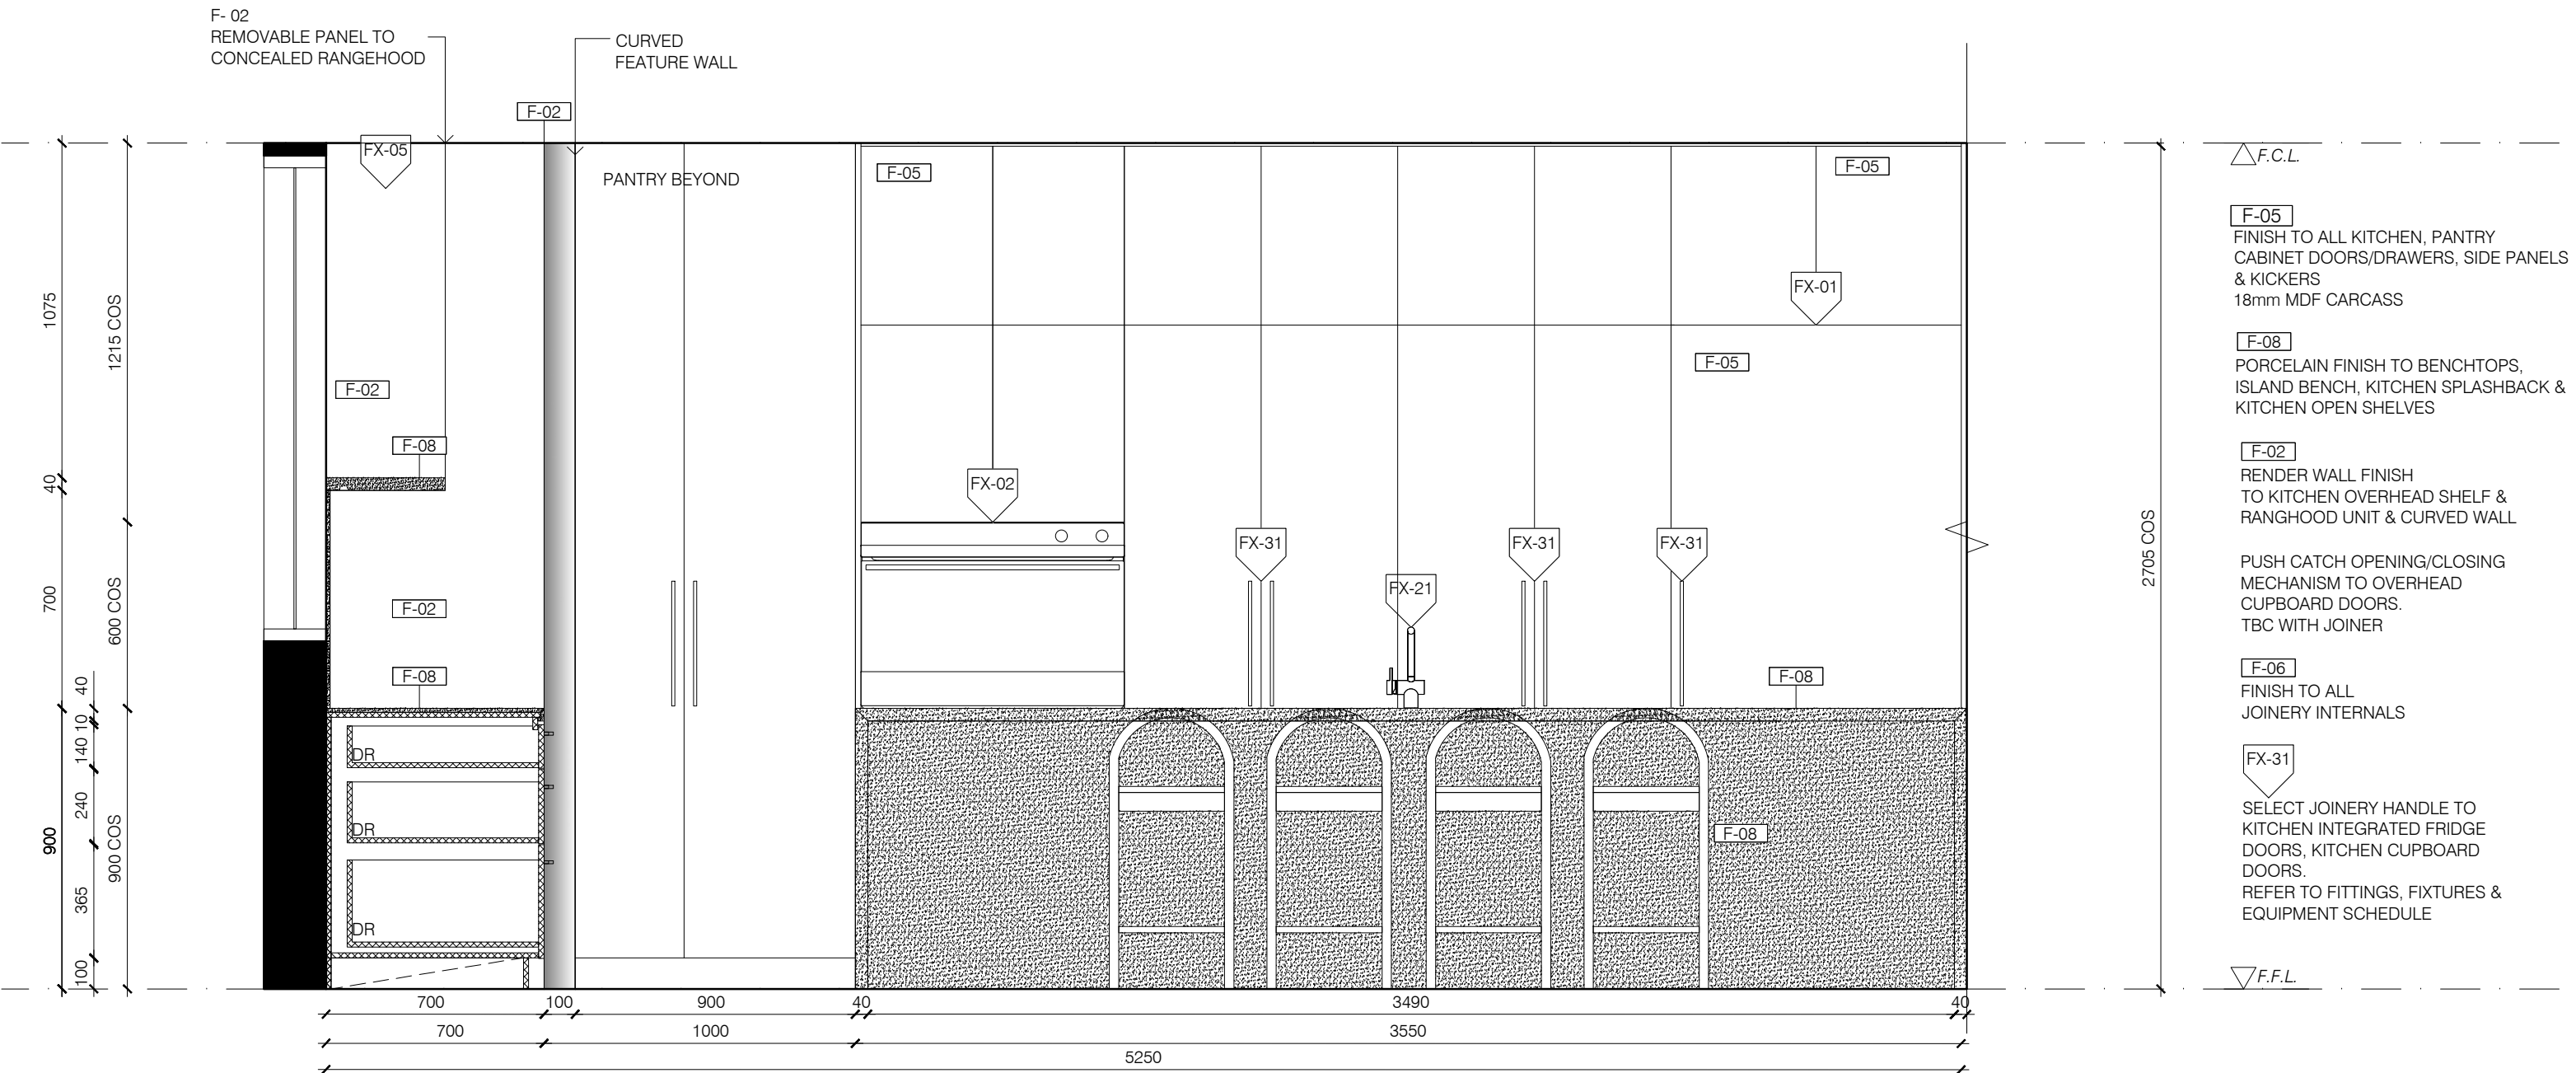 F- 02
REMOVABLE PANEL TO
CONCEALED RANGEHOOD
CURVED
FEATURE WALL
F-02
FX-05
PANTRY BEYOND
F-05
F-05
FX-01
F-05
F-02
F-08
FX-02
FX-31
FX-31
FX-31
FX-21
F-02
F-08
F-08
F-08
DR
DR
DR
1075
40
700
900
1215 COS
600 COS
900 COS
40
10
140
240
365
100
700
100
900
40
3490
40
700
1000
3550
5250
2705 COS
F.C.L.
F-05
FINISH TO ALL KITCHEN, PANTRY
CABINET DOORS/DRAWERS, SIDE PANELS
& KICKERS
18mm MDF CARCASS
F-08
PORCELAIN FINISH TO BENCHTOPS,
ISLAND BENCH, KITCHEN SPLASHBACK &
KITCHEN OPEN SHELVES
F-02
RENDER WALL FINISH
TO KITCHEN OVERHEAD SHELF &
RANGHOOD UNIT & CURVED WALL
PUSH CATCH OPENING/CLOSING
MECHANISM TO OVERHEAD
CUPBOARD DOORS.
TBC WITH JOINER
F-06
FINISH TO ALL
JOINERY INTERNALS
FX-31
SELECT JOINERY HANDLE TO
KITCHEN INTEGRATED FRIDGE
DOORS, KITCHEN CUPBOARD
DOORS.
REFER TO FITTINGS, FIXTURES &
EQUIPMENT SCHEDULE
F.F.L.